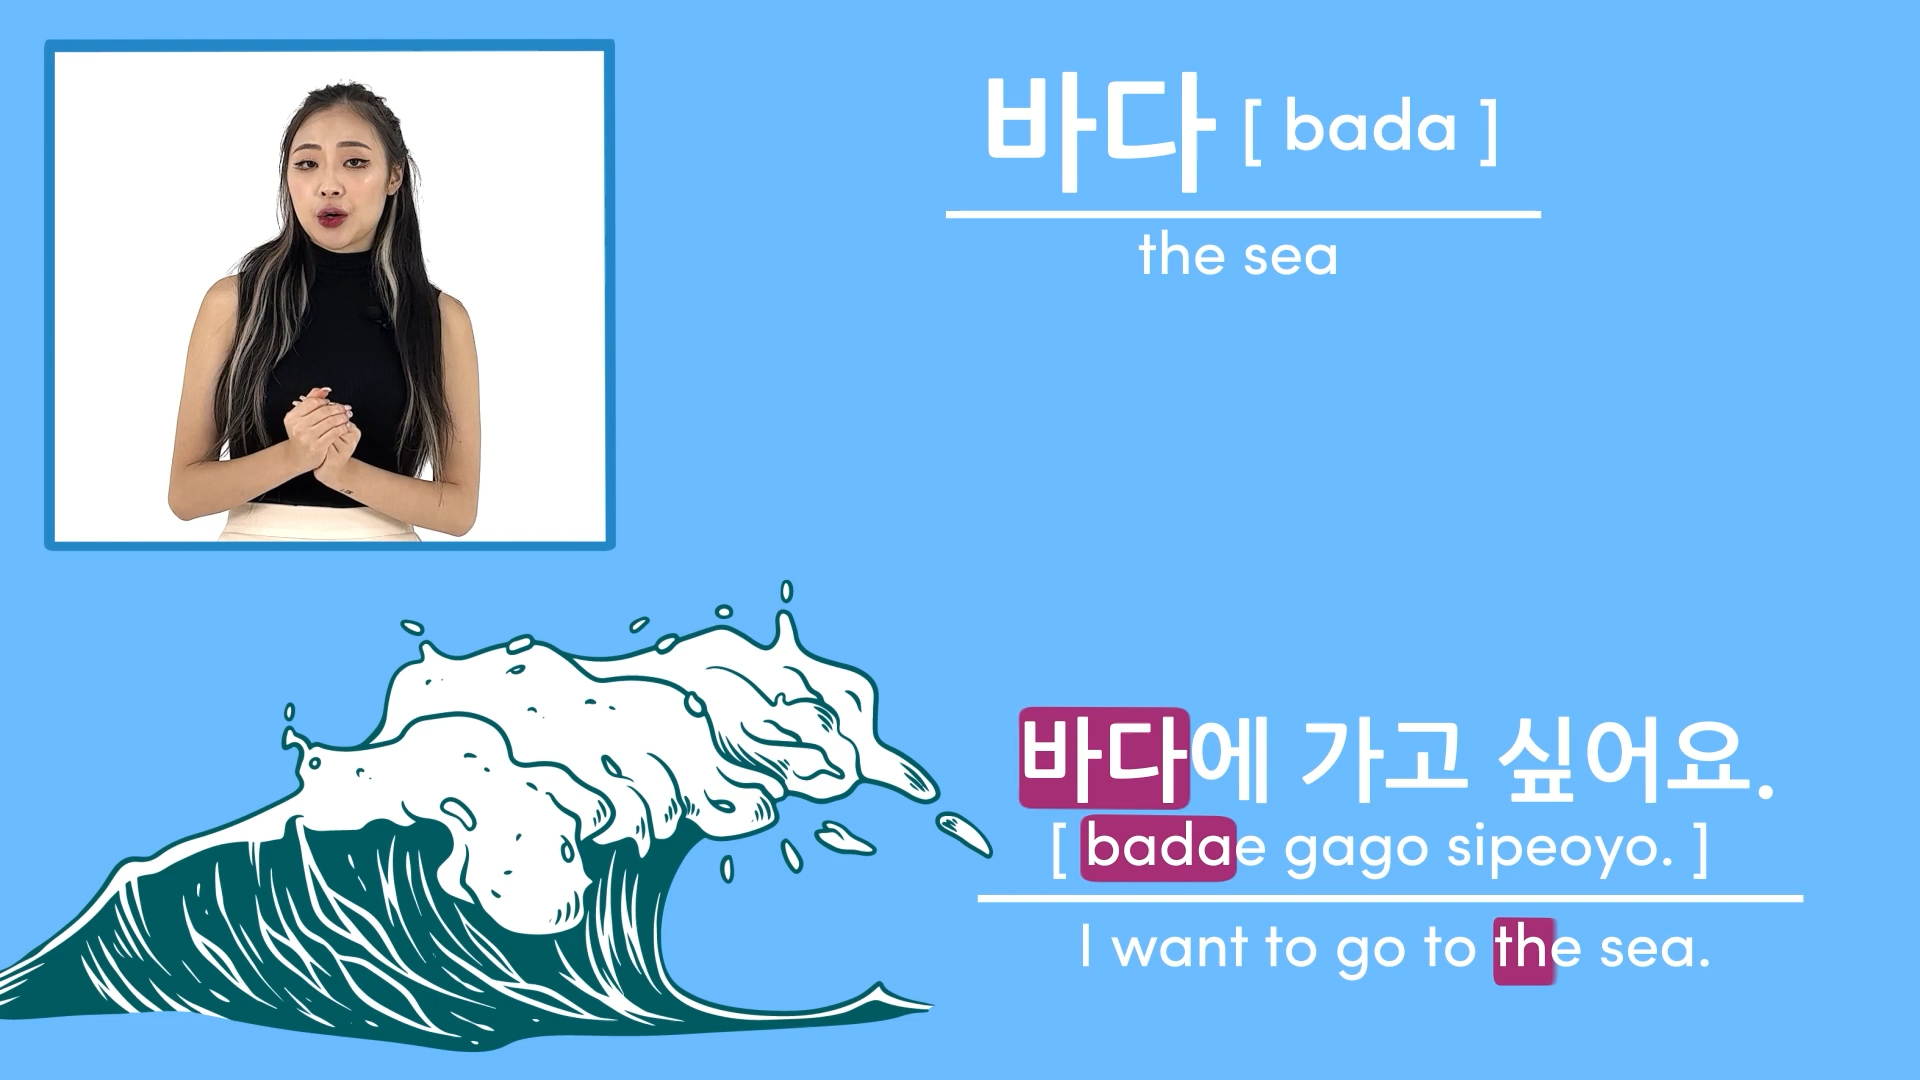 바다 [ bada ]
the sea
바다에 가고 싶어요.
[ badae gago sipeoyo. ]
I want to go to the sea.